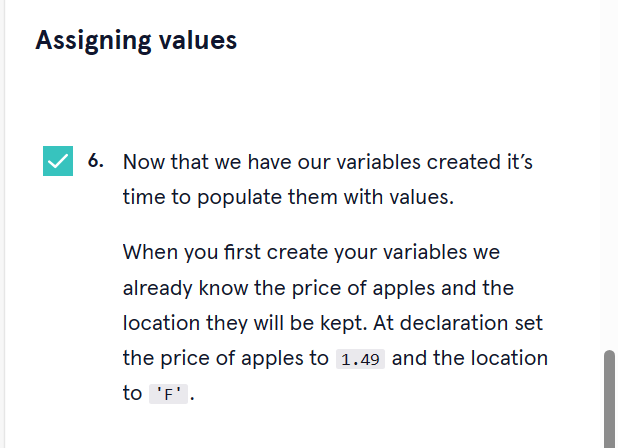 Assigning values
6. Now that we have our variables created it’s
time to populate them with values.
When you first create your variables we
already know the price of apples and the
location they will be kept. At declaration set
the price of apples to 1.49 and the location
to 'F'.